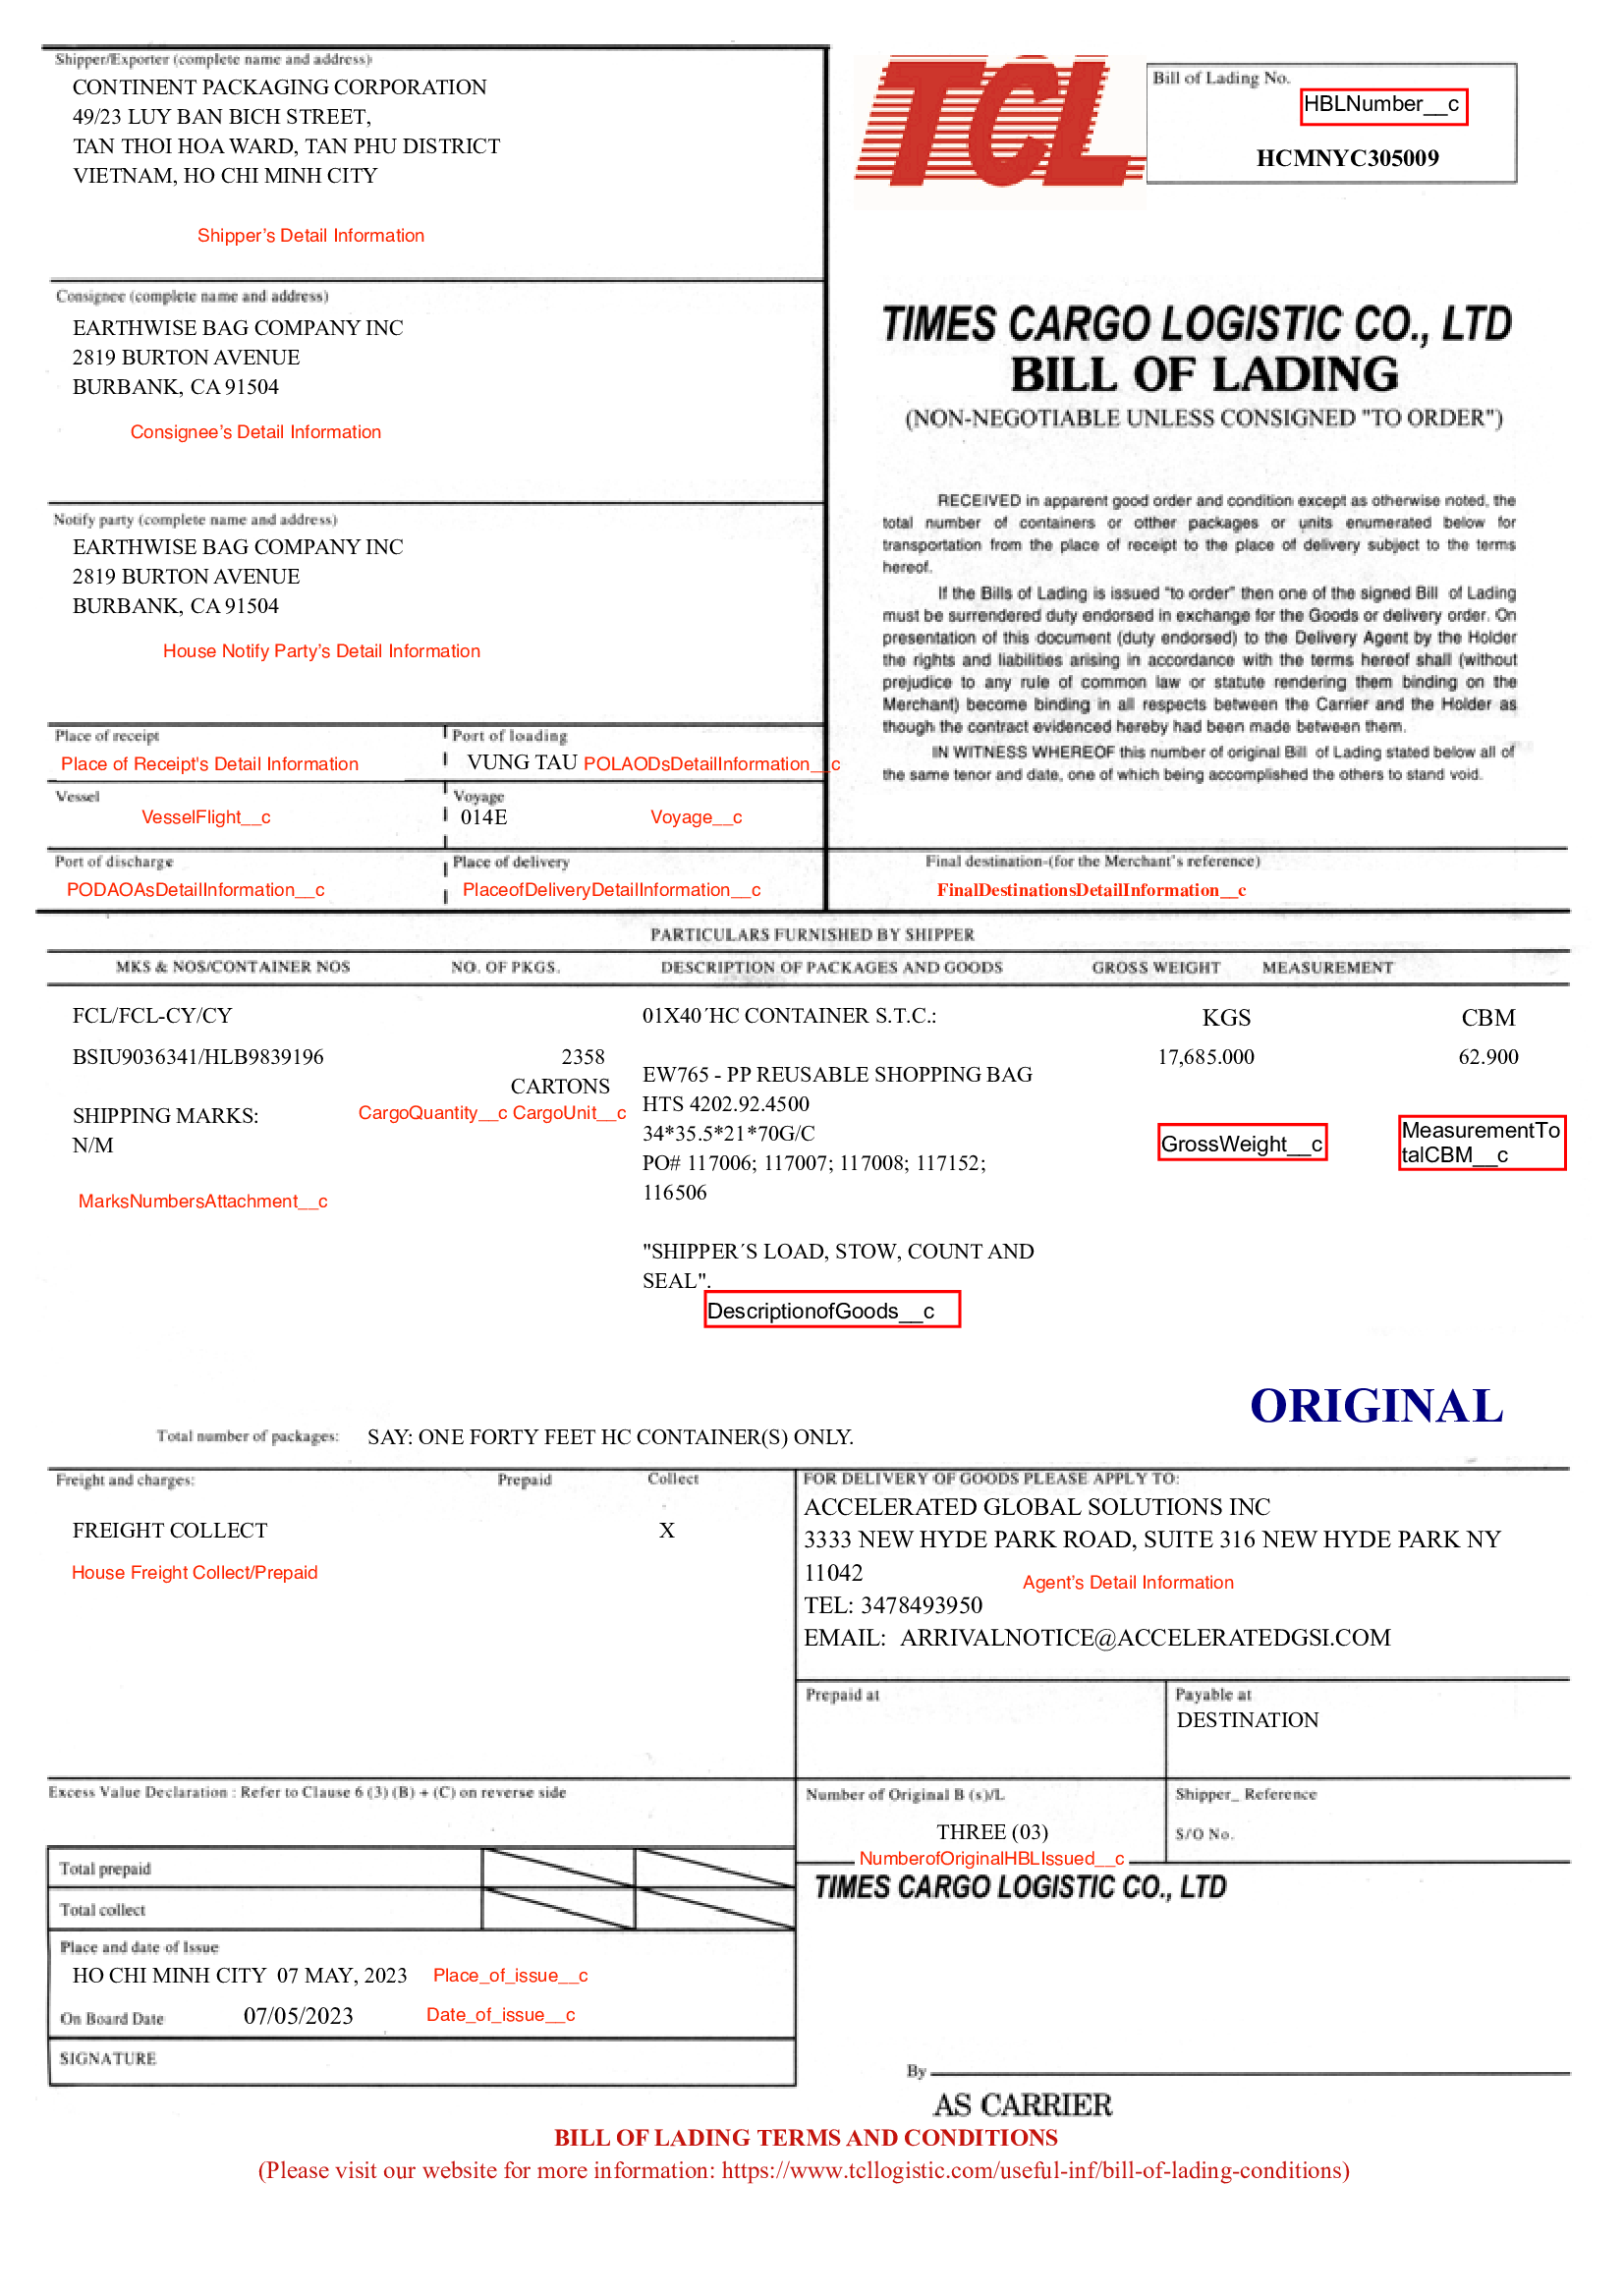 Shipper/Exporter (complete name and address)
CONTINENT PACKAGING CORPORATION
49/23 LUY BAN BICH STREET,
TAN THOI HOA WARD, TAN PHU DISTRICT
VIETNAM, HO CHI MINH CITY
Shipper's Detail Information
TCL
Bill of Lading No.
HBLNumber__c
HCMNYC305009
Consignee (complete name and address)
EARTHWISE BAG COMPANY INC
2819 BURTON AVENUE
BURBANK, CA 91504
Consignee's Detail Information
TIMES CARGO LOGISTIC CO., LTD
BILL OF LADING
(NON-NEGOTIABLE UNLESS CONSIGNED "TO ORDER")
Notify party (complete name and address)
EARTHWISE BAG COMPANY INC
2819 BURTON AVENUE
BURBANK, CA 91504
House Notify Party's Detail Information
RECEIVED in apparent good order and condition except as otherwise noted, the
total number of containers or otther packages or units enumerated below for
transportation from the place of receipt to the place of delivery subject to the terms
hereof.
If the Bills of Lading is issued "to order" then one of the signed Bill of Lading
must be surrendered duty endorsed in exchange for the Goods or delivery order. On
presentation of this document (duty endorsed) to the Delivery Agent by the Holder
the rights and liabilities arising in accordance with the terms hereof shall (without
prejudice to any rule of common law or statute rendering them binding on the
Merchant) become binding in all respects between the Carrier and the Holder as
though the contract evidenced hereby had been made between them.
IN WITNESS WHEREOF this number of original Bill of Lading stated below all of
the same tenor and date, one of which being accomplished the others to stand void.
Place of receipt
Place of Receipt's Detail Information
Port of loading
VUNG TAU POLAODsDetailInformation__c
Vessel
VesselFlight__c
Voyage
014E Voyage__c
Port of discharge
PODAOAsDetailInformation__c
Place of delivery
PlaceofDeliveryDetailInformation__c
Final destination-(for the Merchant's reference)
FinalDestinationsDetailInformation__c
PARTICULARS FURNISHED BY SHIPPER
MKS & NOS/CONTAINER NOS NO. OF PKGS. DESCRIPTION OF PACKAGES AND GOODS GROSS WEIGHT MEASUREMENT
FCL/FCL-CY/CY
BSIU9036341/HLB9839196
SHIPPING MARKS:
N/M
MarksNumbersAttachment__c
2358
CARTONS
CargoQuantity__c CargoUnit__c
01X40´HC CONTAINER S.T.C.:
EW765 - PP REUSABLE SHOPPING BAG
HTS 4202.92.4500
34*35.5*21*70G/C
PO# 117006; 117007; 117008; 117152;
116506
"SHIPPER´S LOAD, STOW, COUNT AND
SEAL".
DescriptionofGoods__c
KGS
17,685.000
GrossWeight__c
CBM
62.900
MeasurementTo
talCBM__c
ORIGINAL
Total number of packages: SAY: ONE FORTY FEET HC CONTAINER(S) ONLY.
Freight and charges: Prepaid Collect
FREIGHT COLLECT X
House Freight Collect/Prepaid
FOR DELIVERY OF GOODS PLEASE APPLY TO:
ACCELERATED GLOBAL SOLUTIONS INC
3333 NEW HYDE PARK ROAD, SUITE 316 NEW HYDE PARK NY
11042
Agent's Detail Information
TEL: 3478493950
EMAIL: ARRIVALNOTICE@ACCELERATEDGSI.COM
Prepaid at
Payable at
DESTINATION
Excess Value Declaration : Refer to Clause 6 (3) (B) + (C) on reverse side
Number of Original B (s)/L
THREE (03)
NumberofOriginalHBLIssued__c
Shipper_ Reference
S/O No.
Total prepaid
Total collect
TIMES CARGO LOGISTIC CO., LTD
Place and date of Issue
HO CHI MINH CITY 07 MAY, 2023 Place_of_issue__c
On Board Date 07/05/2023 Date_of_issue__c
SIGNATURE
By
AS CARRIER
BILL OF LADING TERMS AND CONDITIONS
(Please visit our website for more information: https://www.tcllogistic.com/useful-inf/bill-of-lading-conditions)